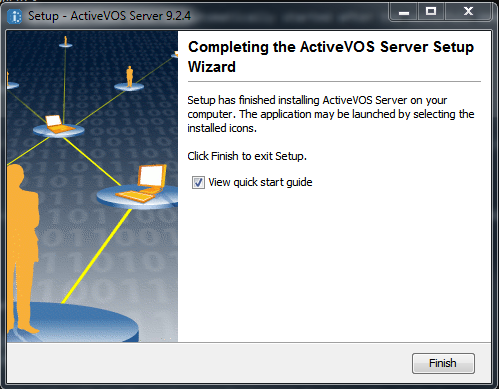 Setup - ActiveVOS Server 9.2.4
Completing the ActiveVOS Server Setup
Wizard
Setup has finished installing ActiveVOS Server on your
computer. The application may be launched by selecting the
installed icons.
Click Finish to exit Setup.
View quick start guide
Finish